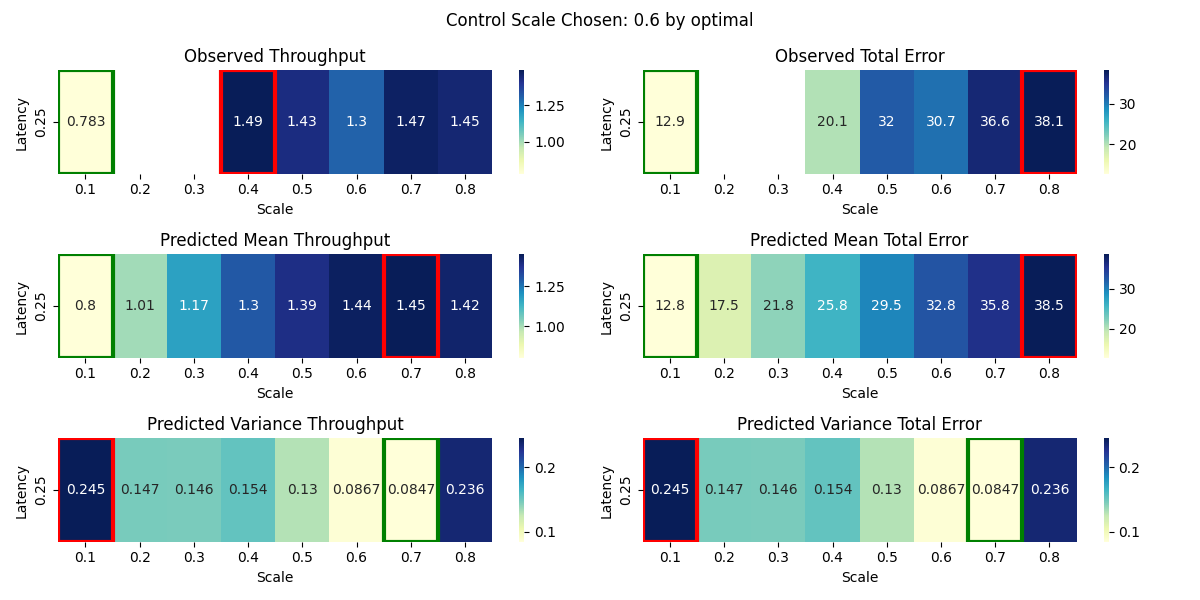 Control Scale Chosen: 0.6 by optimal
Observed Throughput
Latency
0.25
0.783
1.49
1.43
1.3
1.47
1.45
0.1 0.2 0.3 0.4 0.5 0.6 0.7 0.8
Scale
1.25
1.00
Observed Total Error
Latency
0.25
12.9
20.1
32
30.7
36.6
38.1
0.1 0.2 0.3 0.4 0.5 0.6 0.7 0.8
Scale
30
20
Predicted Mean Throughput
Latency
0.25
0.8 1.01 1.17 1.3 1.39 1.44 1.45 1.42
0.1 0.2 0.3 0.4 0.5 0.6 0.7 0.8
Scale
1.25
1.00
Predicted Mean Total Error
Latency
0.25
12.8 17.5 21.8 25.8 29.5 32.8 35.8 38.5
0.1 0.2 0.3 0.4 0.5 0.6 0.7 0.8
Scale
30
20
Predicted Variance Throughput
Latency
0.25
0.245 0.147 0.146 0.154 0.13 0.0867 0.0847 0.236
0.1 0.2 0.3 0.4 0.5 0.6 0.7 0.8
Scale
0.2
0.1
Predicted Variance Total Error
Latency
0.25
0.245 0.147 0.146 0.154 0.13 0.0867 0.0847 0.236
0.1 0.2 0.3 0.4 0.5 0.6 0.7 0.8
Scale
0.2
0.1